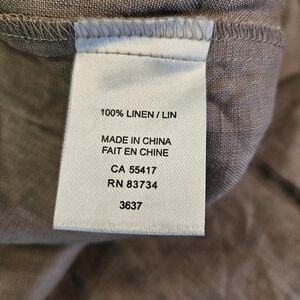 100% LINEN / LIN
MADE IN CHINA
FAIT EN CHINE
CA 55417
RN 83734
3637